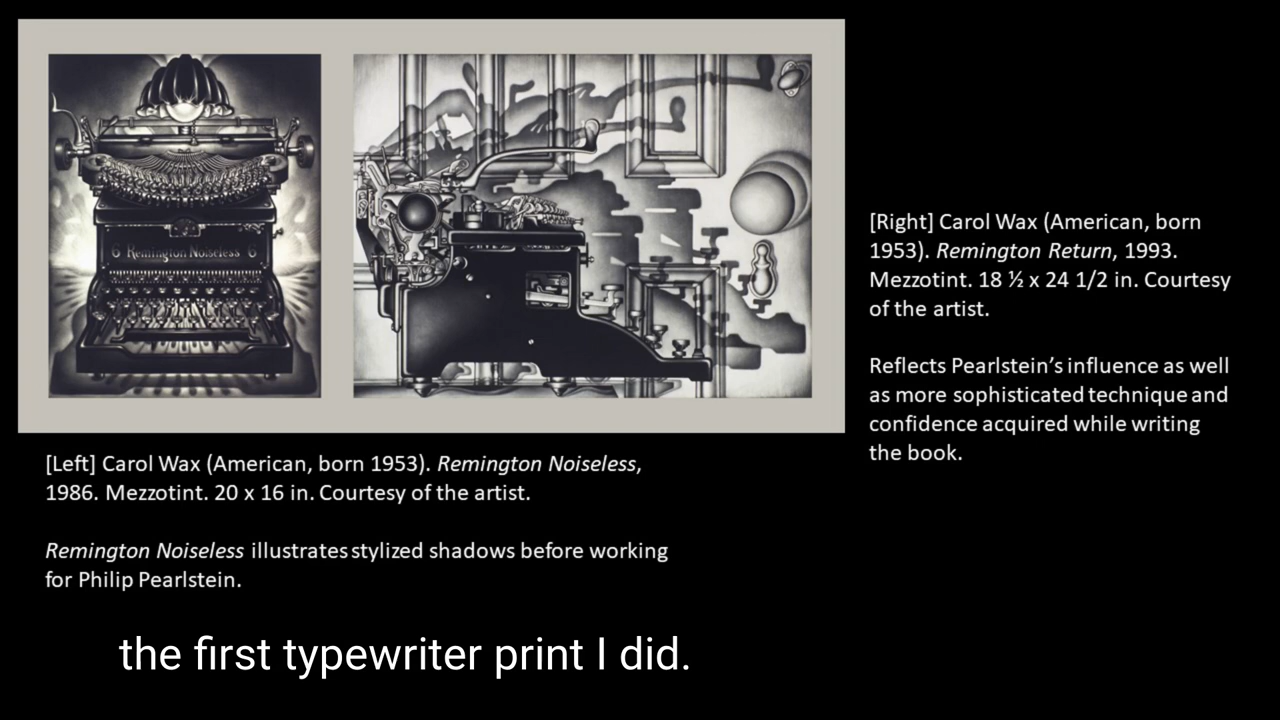 6 Remington Noiseless 6
[Right] Carol Wax (American, born
1953). Remington Return, 1993.
Mezzotint. 18 ½ x 24 1/2 in. Courtesy
of the artist.
Reflects Pearlstein’s influence as well
as more sophisticated technique and
confidence acquired while writing
the book.
[Left] Carol Wax (American, born 1953). Remington Noiseless,
1986. Mezzotint. 20 x 16 in. Courtesy of the artist.
Remington Noiseless illustrates stylized shadows before working
for Philip Pearlstein.
the first typewriter print I did.